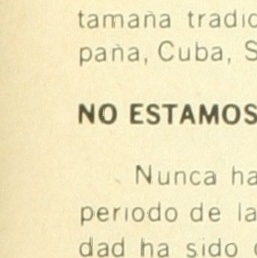 tamaña tradic
paña, Cuba, S
NO ESTAMOS
Nunca ha
periodo de la
dad ha sido